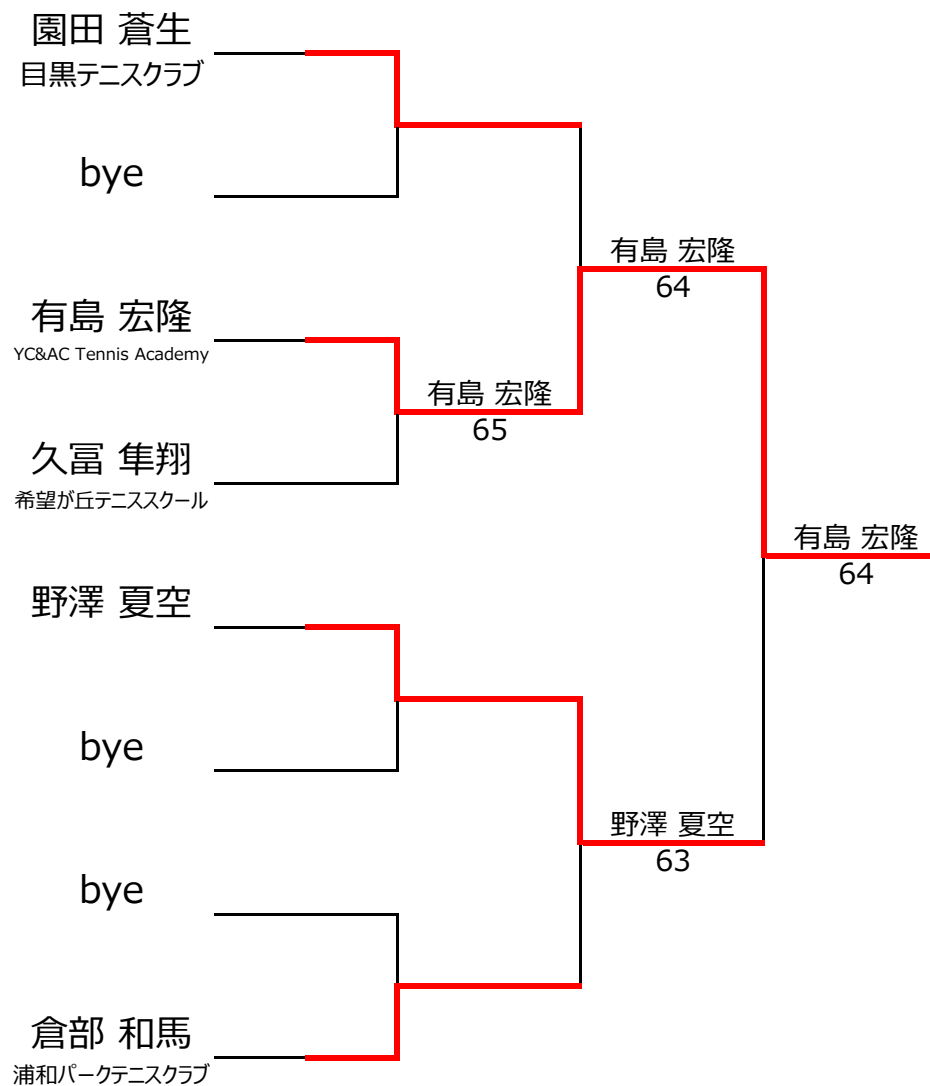 園田 蒼生
目黒テニスクラブ
bye
有島 宏隆
64
有島 宏隆
YC&AC Tennis Academy
有島 宏隆
65
久冨 隼翔
希望が丘テニススクール
有島 宏隆
64
野澤 夏空
bye
野澤 夏空
63
bye
倉部 和馬
浦和パークテニスクラブ